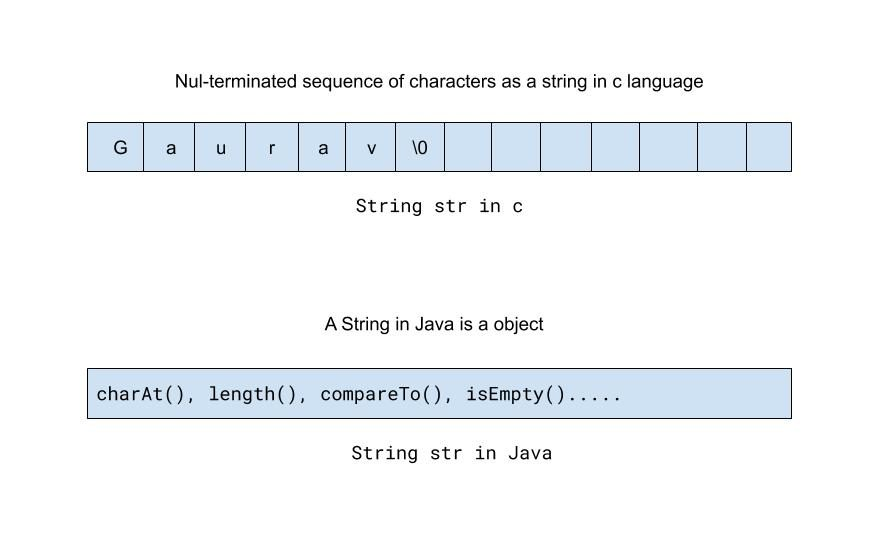 Nul-terminated sequence of characters as a string in c language
G a u r a v \0
String str in c
A String in Java is a object
charAt(), length(), compareTo(), isEmpty().....
String str in Java